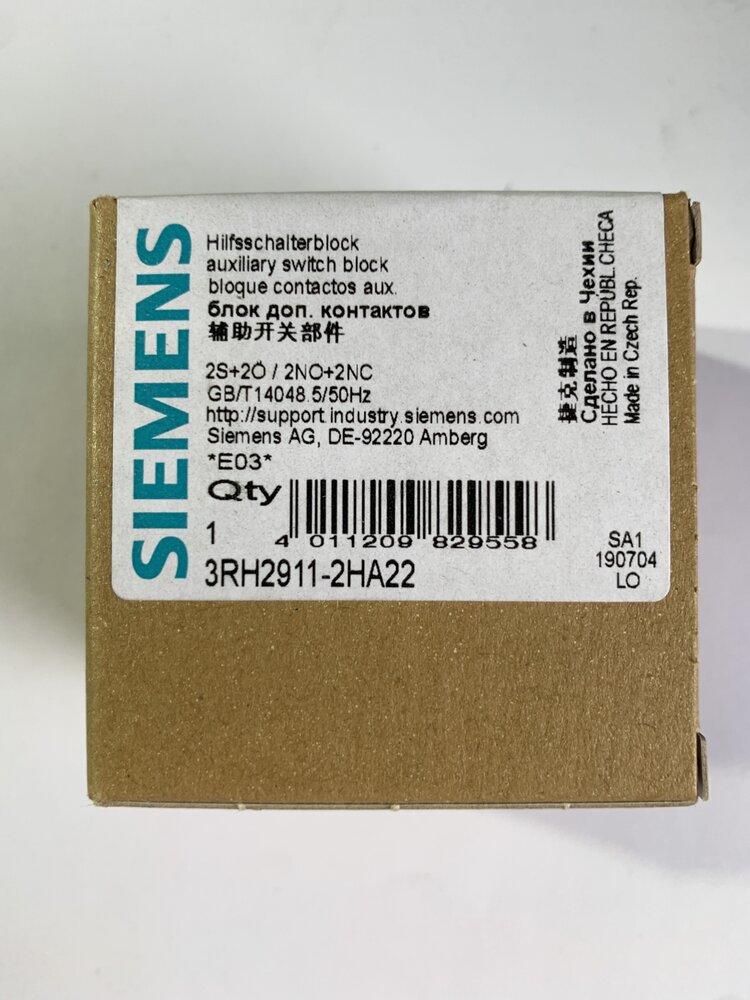 SIEMENS
Hilfsschalterblock
auxiliary switch block
bloque contactos aux.
блок доп. контактов
辅助开关部件
2S+2Ö / 2NO+2NC
GB/T14048.5/50Hz
http://support.industry.siemens.com
Siemens AG, DE-92220 Amberg
*E03*
Qty
1
4 011209 829558
3RH2911-2HA22
捷克制造
Сделано в Чехии
HECHO EN REPUBL.CHECA
Made in Czech Rep.
SA1
190704
LO